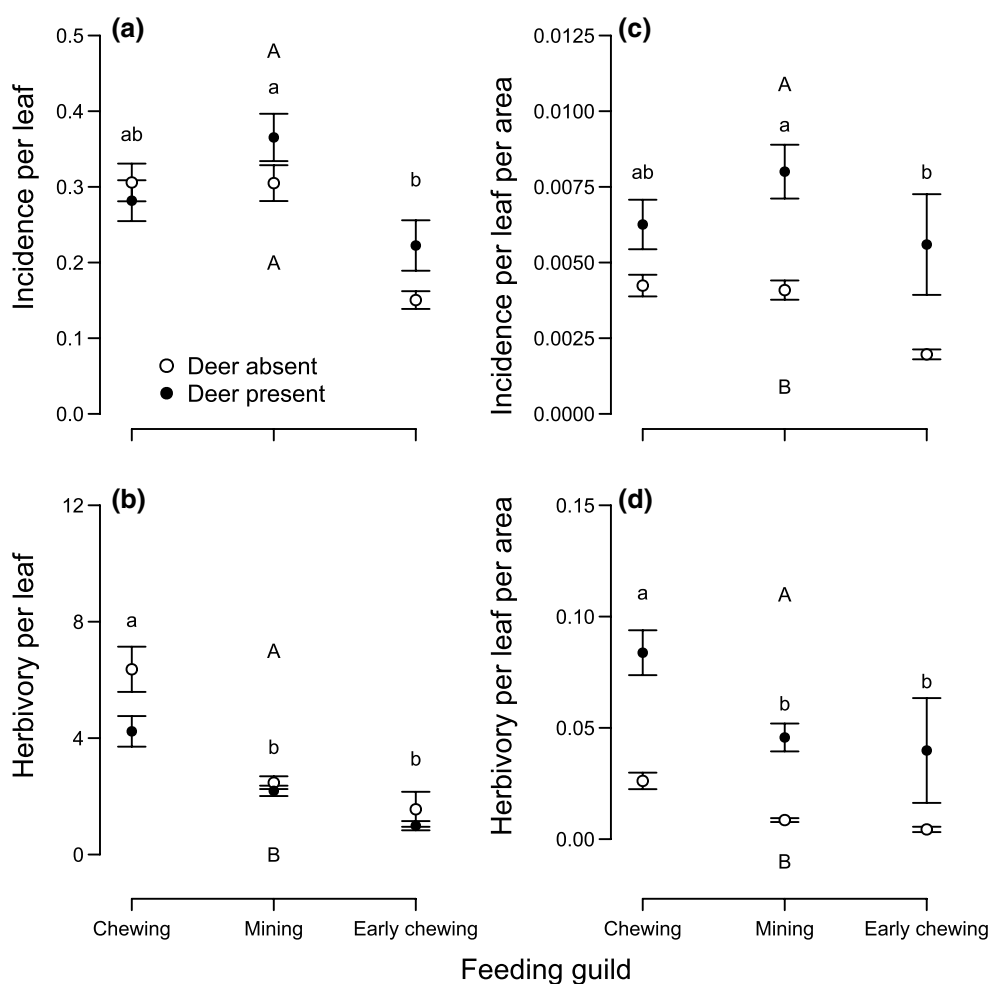 (a)
Incidence per leaf
0.5
0.4
0.3
0.2
0.1
0.0
ab
A
a
A
b
Deer absent
Deer present
(c)
Incidence per leaf per area
0.0125
0.0100
0.0075
0.0050
0.0025
0.0000
ab
A
a
B
b
(b)
Herbivory per leaf
12
8
4
0
a
A
b
B
b
Chewing
Mining
Early chewing
(d)
Herbivory per leaf per area
0.15
0.10
0.05
0.00
a
A
b
B
b
Chewing
Mining
Early chewing
Feeding guild